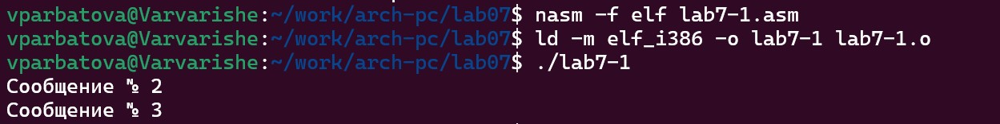 vparbatova@Varvarishe:~/work/arch-pc/lab07$ nasm -f elf lab7-1.asm
vparbatova@Varvarishe:~/work/arch-pc/lab07$ ld -m elf_i386 -o lab7-1 lab7-1.o
vparbatova@Varvarishe:~/work/arch-pc/lab07$ ./lab7-1
Сообщение № 2
Сообщение № 3